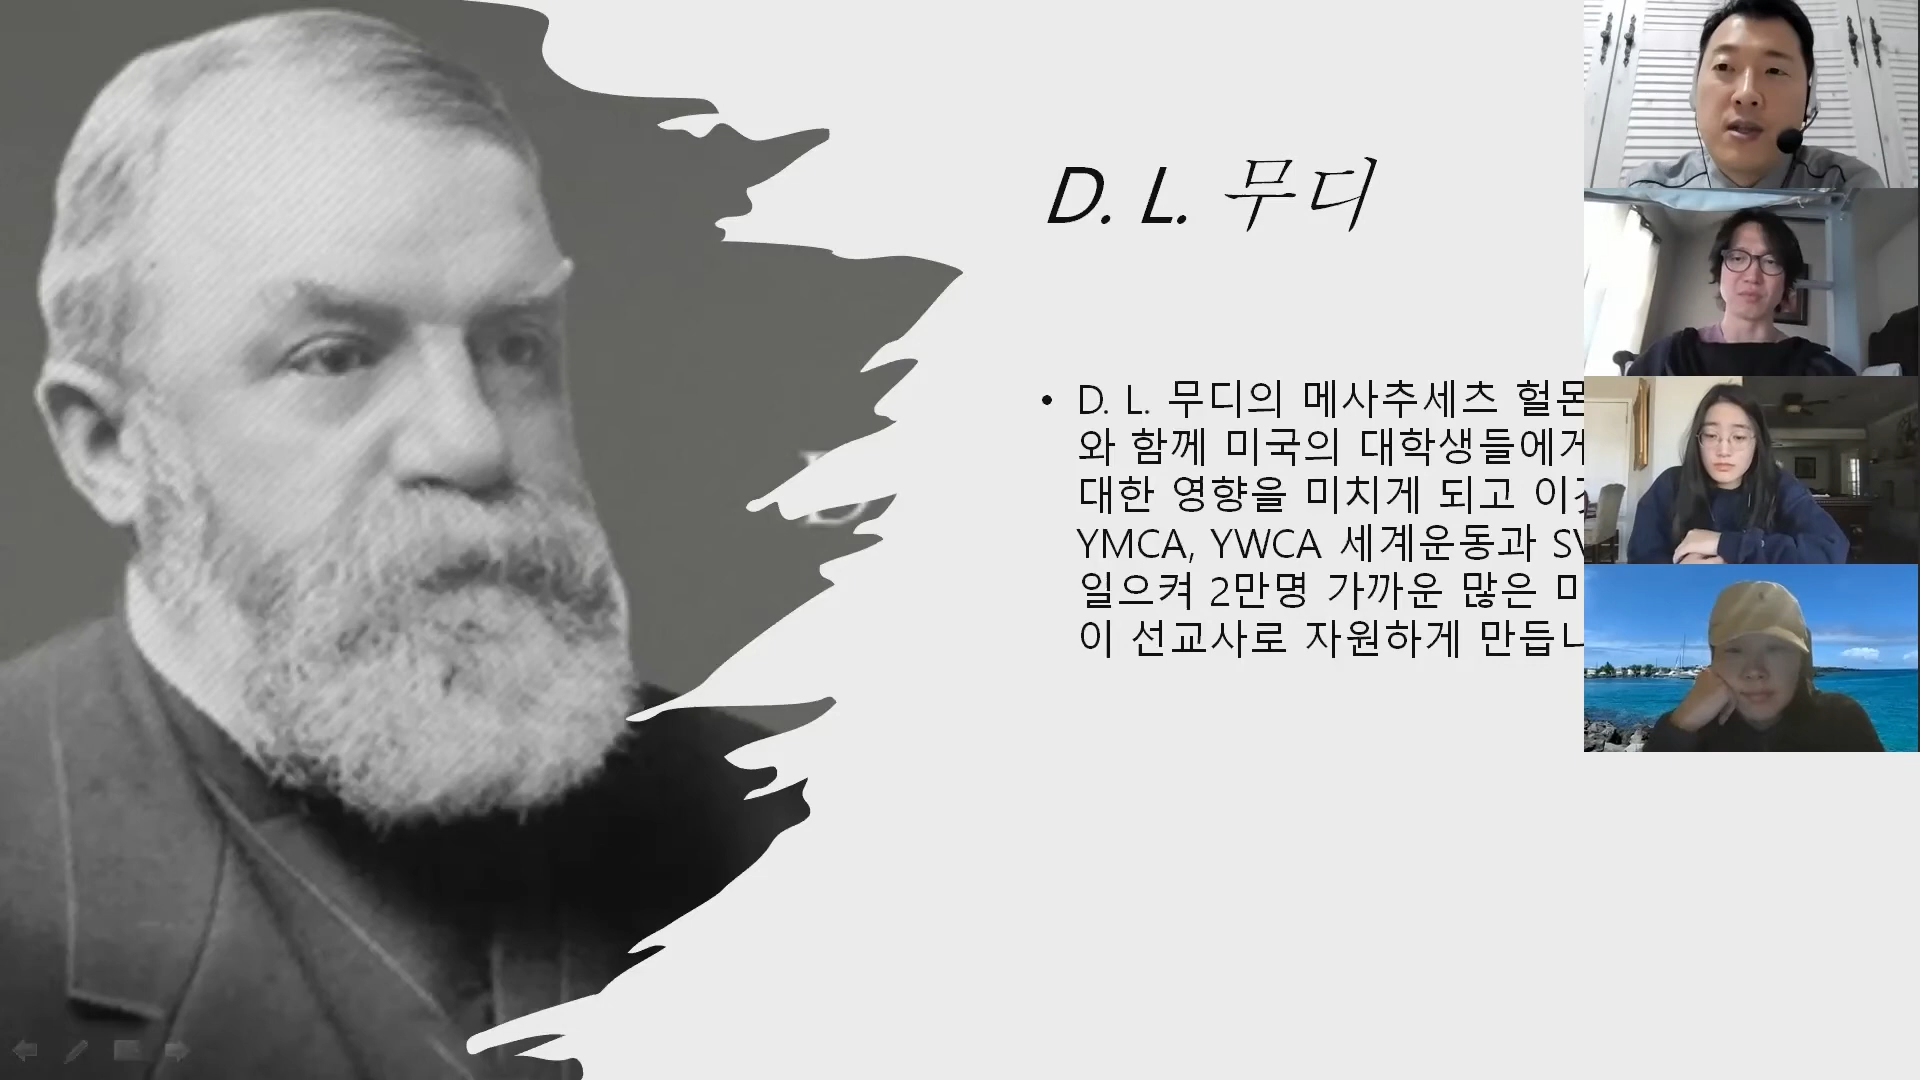 D. L. 무디
• D. L. 무디의 메사추세츠 헐몬
와 함께 미국의 대학생들에게
대한 영향을 미치게 되고
YMCA, YWCA 세계운동과
일으켜 2만명 가까운 많은
이 선교사로 자원하게